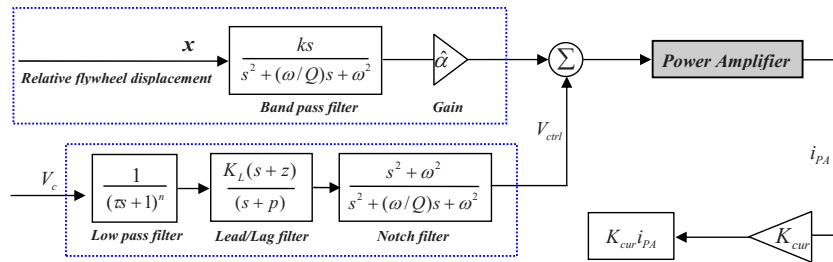 x
Relative flywheel displacement
ks
s² + (ω/Q)s + ω²
Band pass filter
α̂
Gain
Σ
Power Amplifier
V_ctrl
i_PA
V_c
1
(τs + 1)ⁿ
Low pass filter
K_L(s + z)
(s + p)
Lead/Lag filter
s² + ω²
s² + (ω/Q)s + ω²
Notch filter
K_cur i_PA
K_cur